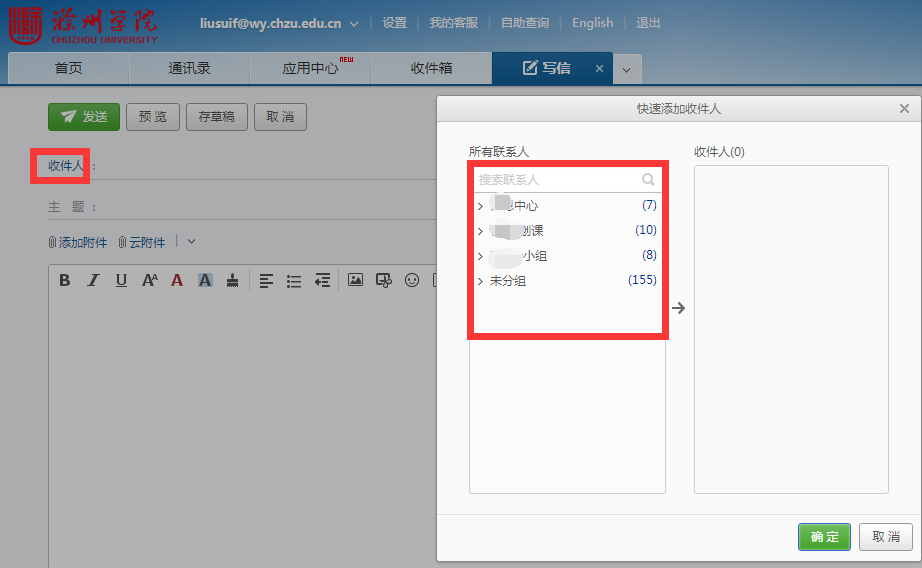 滁州学院
CHUZHOU UNIVERSITY
liusuif@wy.chzu.edu.cn | 设置 | 我的客服 | 自助查询 | English | 退出
首页 通讯录 应用中心 NEW 收件箱 写信
发送 预览 存草稿 取消
收件人：
主 题：
添加附件 云附件
B I U AA A A
快速添加收件人
所有联系人
搜索联系人
中心 (7)
创课 (10)
小组 (8)
未分组 (155)
收件人(0)
确定 取消